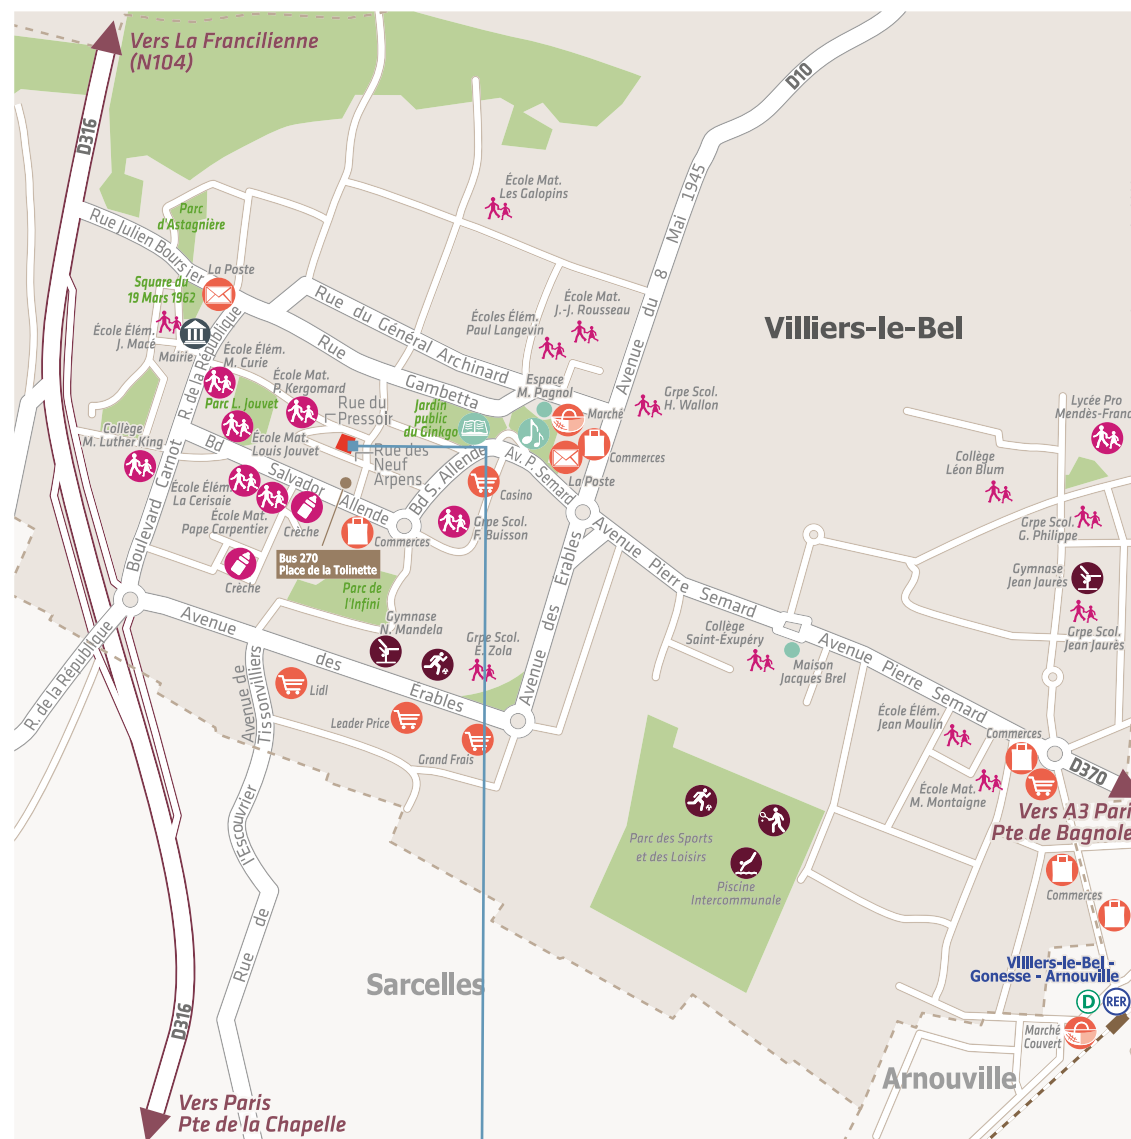 Vers La Francilienne
(N104)
D316
D10
Rue Julien Boursier
Parc
d'Astagnière
École Mat.
Les Galopins
Avenue du 8 Mai 1945
La Poste
Square du
19 Mars 1962
École Élém.
J. Macé
Mairie
R. de la République
Rue du Général Archinard
Rue Gambetta
École Mat.
J.-J. Rousseau
Écoles Élém.
Paul Langevin
Villiers-le-Bel
École Élém.
M. Curie
École Mat.
P. Kergomard
Parc L. Jouvet
Rue du
Pressoir
Jardin
public
du Ginkgo
Espace
M. Pagnol
Marché
Grpe Scol.
H. Wallon
Lycée Pro
Mendès-Franc
Collège
M. Luther King
École Mat.
Louis Jouvet
Rue des
Neuf
Arpens
Bd S. Allende
Av. P. Semard
Commerces
La Poste
Collège
Léon Blum
Boulevard Carnot
Bd Salvador Allende
École Élém.
La Cerisaie
École Mat.
Pape Carpentier
Crèche
Casino
Commerces
Grpe Scol.
F. Buisson
Grpe Scol.
G. Philippe
Bus 270
Place de la Tolinette
Crèche
Parc de
l'Infini
Gymnase
Jean Jaurès
Avenue Pierre Semard
Avenue des Erables
Gymnase
N. Mandela
Grpe Scol.
E. Zola
Avenue des Erables
Collège
Saint-Éxupéry
Maison
Jacques Brel
Avenue Pierre Semard
Grpe Scol.
Jean Jaurès
R. de la République
Avenue de
Tissonvilliers
Lidl
Leader Price
Grand Frais
École Élém.
Jean Moulin
Commerces
D370
École Mat.
M. Montaigne
Vers A3 Pari
Pte de Bagnole
Rue de l'Escouvrier
Parc des Sports
et des Loisirs
Piscine
Intercommunale
Commerces
Sarcelles
Villiers-le-Bel -
Gonesse - Arnouville
D
RER
Marché
Couvert
Arnouville
D316
Vers Paris
Pte de la Chapelle